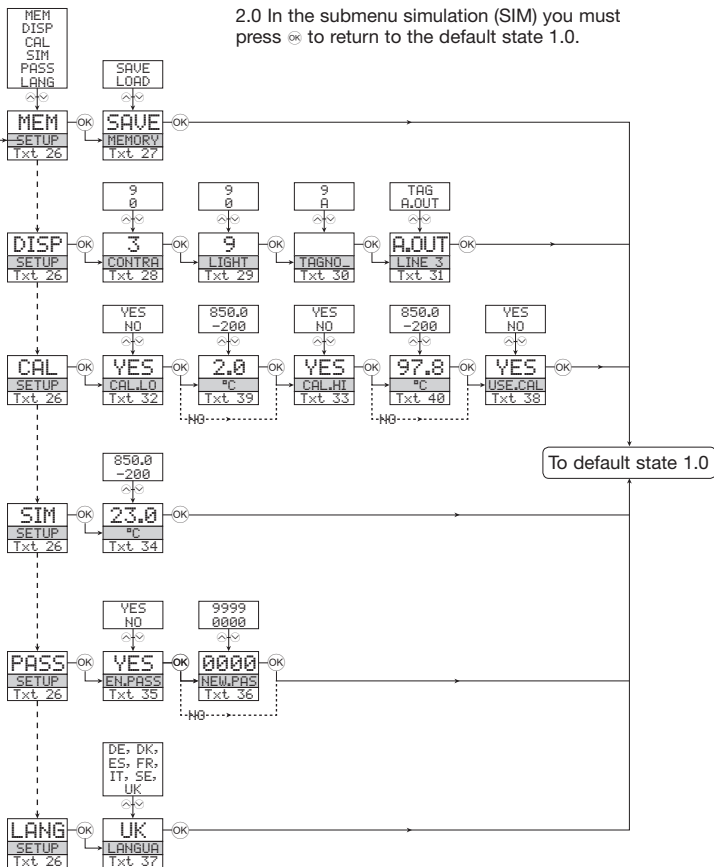 2.0 In the submenu simulation (SIM) you must
press OK to return to the default state 1.0.
MEM
DISP
CAL
SIM
PASS
LANG
SAVE
LOAD
MEM OK SAVE OK
SETUP MEMORY
Txt 26 Txt 27
9 9 9 TAG
0 0 A A.OUT
DISP OK 3 OK 9 OK OK A.OUT OK
SETUP CONTRA LIGHT TAGNO_ LINE 3
Txt 26 Txt 28 Txt 29 Txt 30 Txt 31
YES 850.0 YES 850.0 YES
NO -200 NO -200 NO
CAL OK YES OK 2.0 OK YES OK 97.8 OK YES OK
SETUP CAL.LO °C CAL.HI °C USE.CAL
Txt 26 Txt 32 Txt 39 Txt 33 Txt 40 Txt 38
NO NO
To default state 1.0
850.0
-200
SIM OK 23.0 OK
SETUP °C
Txt 26 Txt 34
YES 9999
NO 0000
PASS OK YES OK 0000 OK
SETUP EN.PASS NEW.PAS
Txt 26 Txt 35 Txt 36
NO
DE, DK,
ES, FR,
IT, SE,
UK
LANG OK UK OK
SETUP LANGUA
Txt 26 Txt 37